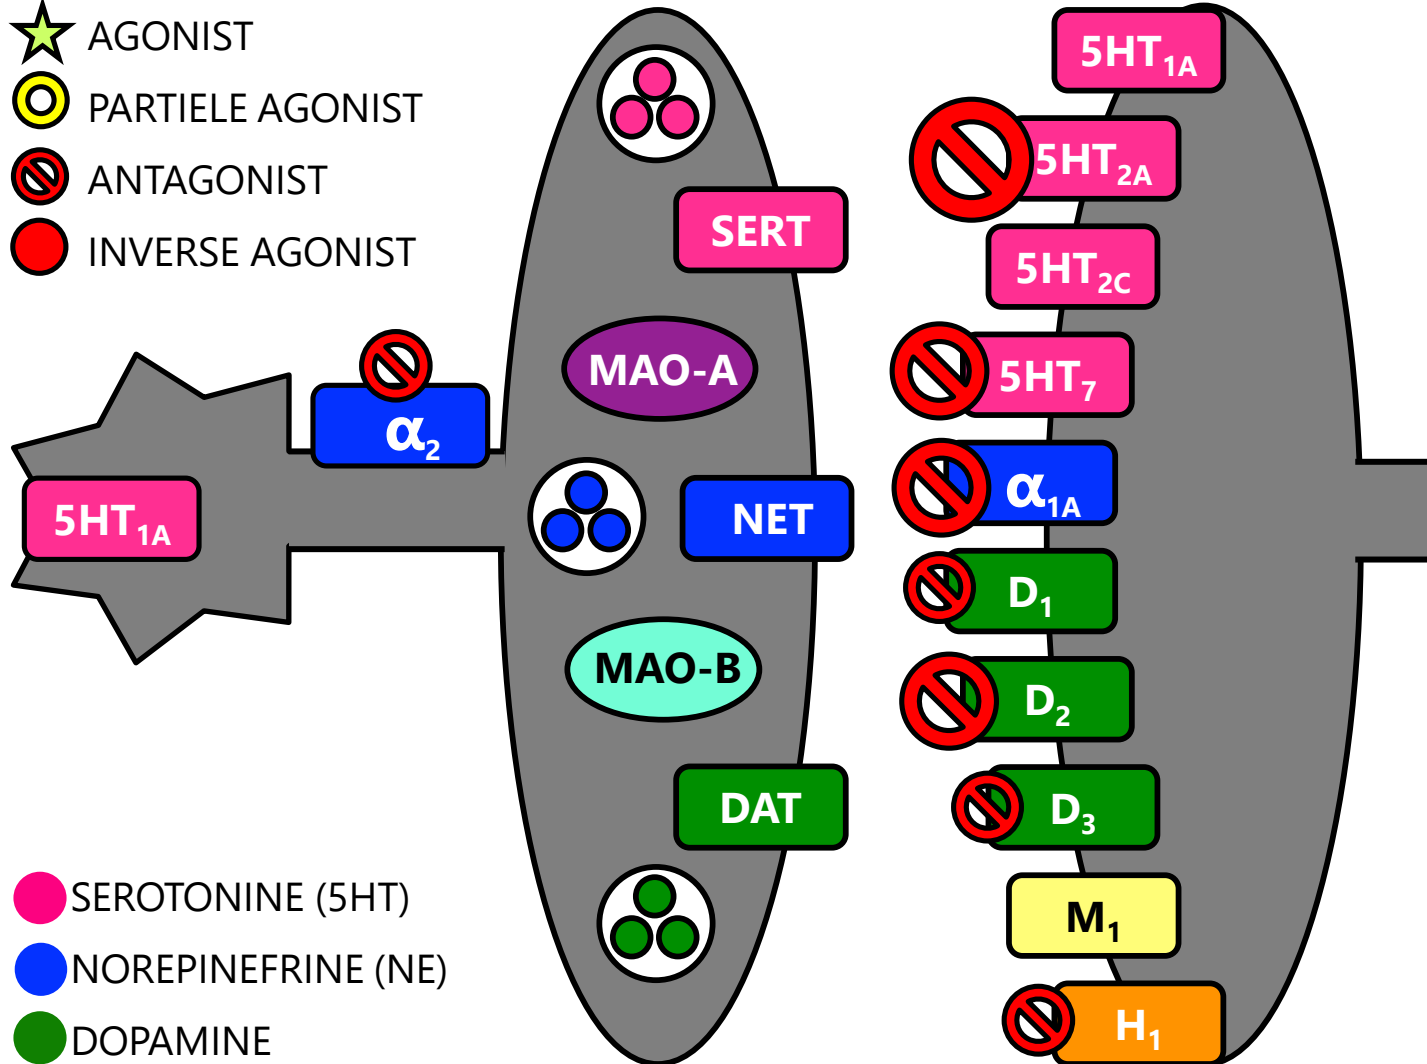 AGONIST
PARTIELE AGONIST
ANTAGONIST
INVERSE AGONIST
5HT1A
α2
SERT
MAO-A
NET
MAO-B
DAT
5HT1A
5HT2A
5HT2C
5HT7
α1A
D1
D2
D3
M1
H1
SEROTONINE (5HT)
NOREPINEFRINE (NE)
DOPAMINE